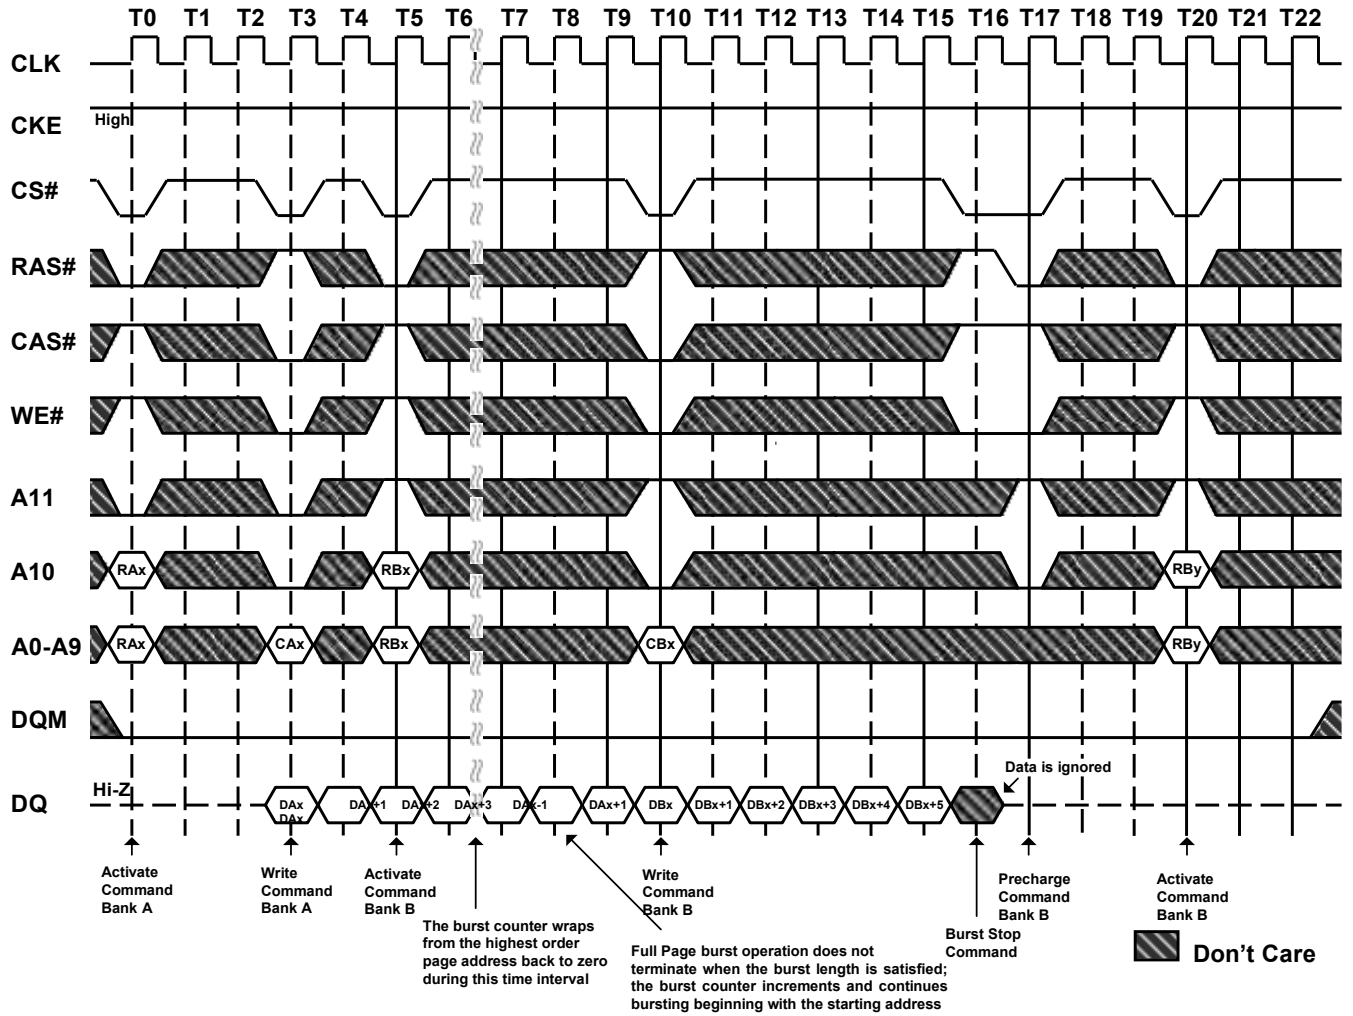 T0 T1 T2 T3 T4 T5 T6 T7 T8 T9 T10 T11 T12 T13 T14 T15 T16 T17 T18 T19 T20 T21 T22
CLK
CKE High
CS#
RAS#
CAS#
WE#
A11
A10 RAx RBx RBy
A0-A9 RAx CAx RBx CBx RBy
DQM
Data is ignored
DQ Hi-Z DAx DAx+1 DAx+2 DAx+3 DAx-1 DAx+1 DBx DBx+1 DBx+2 DBx+3 DBx+4 DBx+5
DAx
Activate
Command
Bank A
Write
Command
Bank A
Activate
Command
Bank B
The burst counter wraps
from the highest order
page address back to zero
during this time interval
Write
Command
Bank B
Full Page burst operation does not
terminate when the burst length is satisfied;
the burst counter increments and continues
bursting beginning with the starting address
Burst Stop
Command
Precharge
Command
Bank B
Activate
Command
Bank B
Don't Care